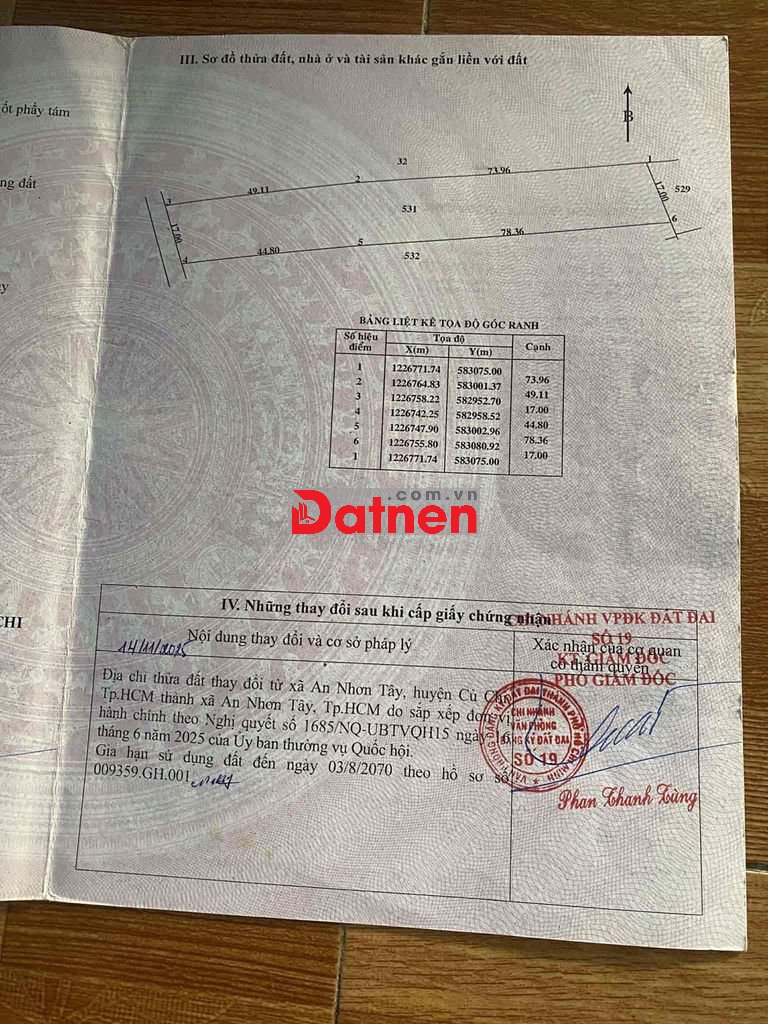 III. Sơ đồ thửa đất, nhà ở và tài sản khác gắn liền với đất
ốt phẩy tám
ng đất
B
32
1
73.96
2
49.11
3
17.00
529
531
17.00
6
78.36
5
44.80
4
532
BẢNG LIỆT KÊ TỌA ĐỘ GÓC RANH
Số hiệu điểm Tọa độ Cạnh
X(m) Y(m)
1 1226771.74 583075.00
73.96
2 1226764.83 583001.37
49.11
3 1226758.22 582952.70
17.00
4 1226742.25 582958.52
44.80
5 1226747.90 583002.96
78.36
6 1226755.80 583080.92
17.00
1 1226771.74 583075.00
.com.vn
Datnen
CHI
IV. Những thay đổi sau khi cấp giấy chứng nhận
CHI NHÁNH VPĐK ĐẤT ĐAI
SỐ 19
KT.GIÁM ĐỐC
PHÓ GIÁM ĐỐC
14/11/2025
Nội dung thay đổi và cơ sở pháp lý
Xác nhận của cơ quan
có thẩm quyền
Địa chỉ thửa đất thay đổi từ xã An Nhơn Tây, huyện Củ Chi,
Tp.HCM thành xã An Nhơn Tây, Tp.HCM do sắp xếp đơn vị
hành chính theo Nghị quyết số 1685/NQ-UBTVQH15 ngày 16
tháng 6 năm 2025 của Ủy ban thường vụ Quốc hội.
Gia hạn sử dụng đất đến ngày 03/8/2070 theo hồ sơ số
009359.GH.001
CHI NHÁNH
VĂN PHÒNG
ĐĂNG KÝ ĐẤT ĐAI
SỐ 19
Phan Thanh Tùng